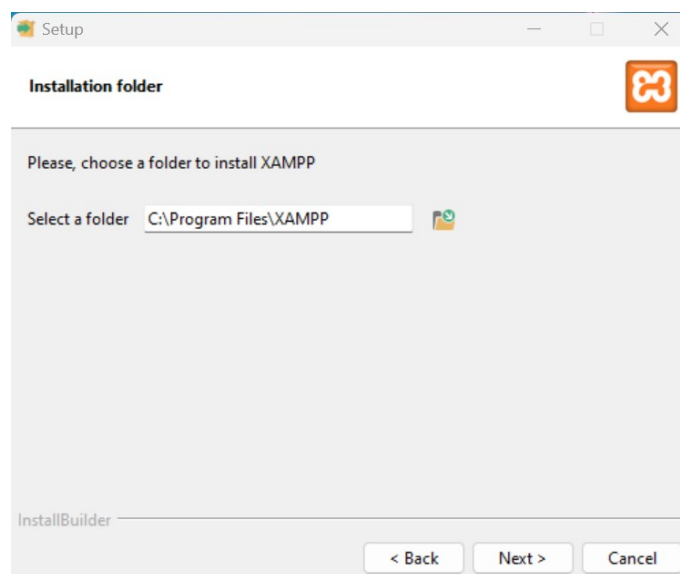 Setup
Installation folder
Please, choose a folder to install XAMPP
Select a folder C:\Program Files\XAMPP
InstallBuilder
< Back Next > Cancel